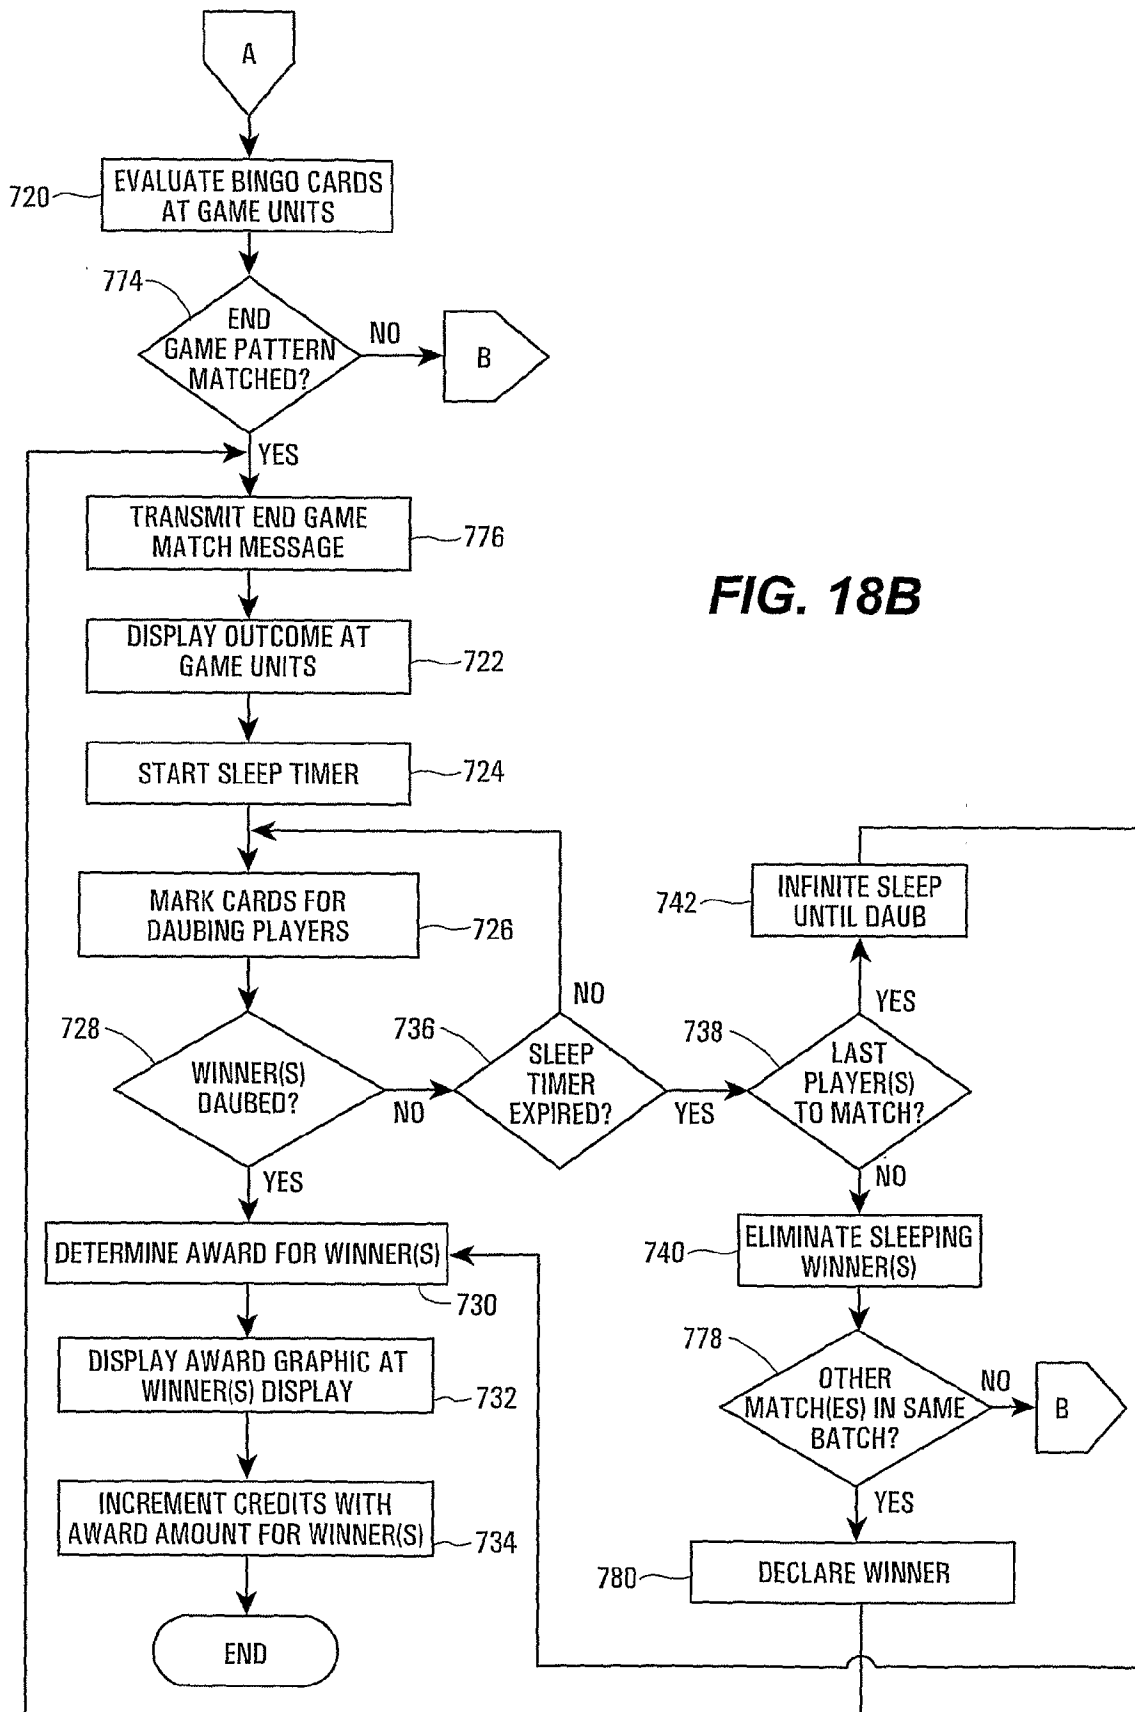 A
720
EVALUATE BINGO CARDS
AT GAME UNITS
774
END
GAME PATTERN
MATCHED?
NO
B
YES
TRANSMIT END GAME
MATCH MESSAGE
776
FIG. 18B
DISPLAY OUTCOME AT
GAME UNITS
722
START SLEEP TIMER
724
MARK CARDS FOR
DAUBING PLAYERS
726
742
INFINITE SLEEP
UNTIL DAUB
728
WINNER(S)
DAUBED?
NO
736
SLEEP
TIMER
EXPIRED?
NO
YES
738
LAST
PLAYER(S)
TO MATCH?
YES
NO
YES
DETERMINE AWARD FOR WINNER(S)
730
740
ELIMINATE SLEEPING
WINNER(S)
DISPLAY AWARD GRAPHIC AT
WINNER(S) DISPLAY
732
778
OTHER
MATCH(ES) IN SAME
BATCH?
NO
B
YES
INCREMENT CREDITS WITH
AWARD AMOUNT FOR WINNER(S)
734
780
DECLARE WINNER
END